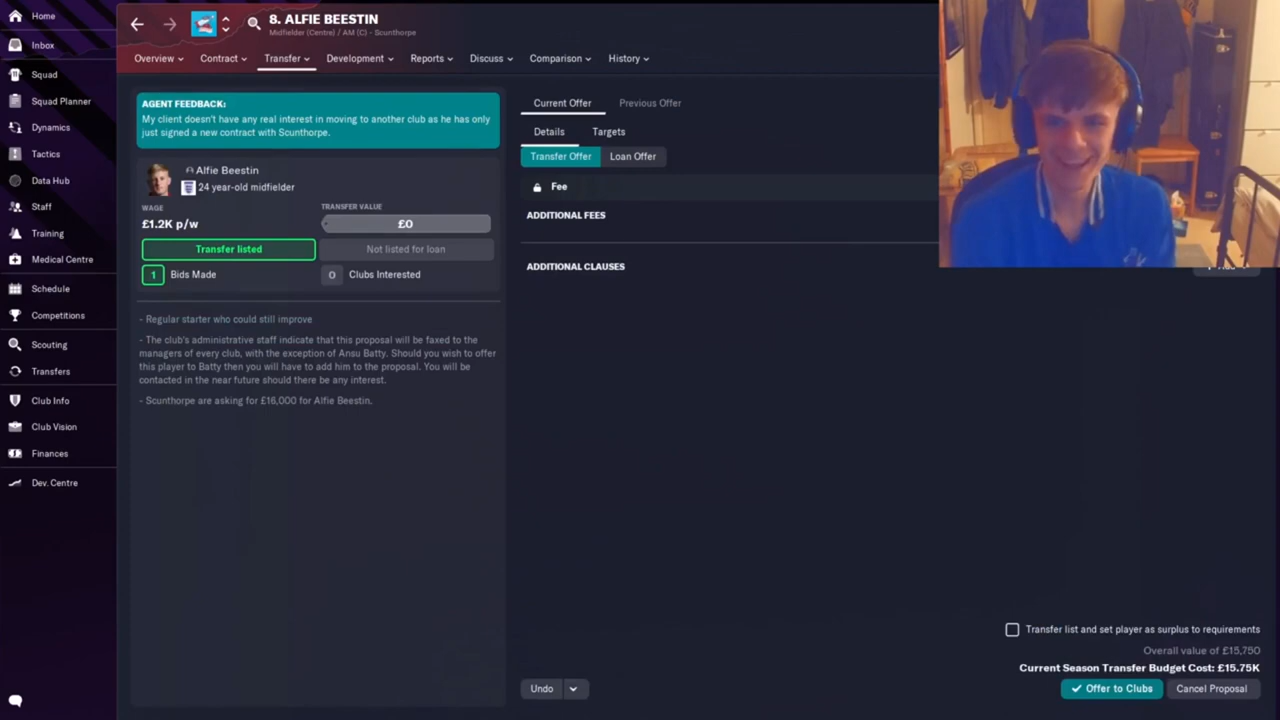 Home
Inbox
Squad
Squad Planner
Dynamics
Tactics
Data Hub
Staff
Training
Medical Centre
Schedule
Competitions
Scouting
Transfers
Club Info
Club Vision
Finances
Dev. Centre
8. ALFIE BEESTIN
Midfielder (Centre) / AM (C) - Scunthorpe
Overview Contract Transfer Development Reports Discuss Comparison History
AGENT FEEDBACK:
My client doesn't have any real interest in moving to another club as he has only
just signed a new contract with Scunthorpe.
Alfie Beestin
24 year-old midfielder
WAGE TRANSFER VALUE
£1.2K p/w £0
Transfer listed Not listed for loan
1 Bids Made 0 Clubs Interested
- Regular starter who could still improve
- The club's administrative staff indicate that this proposal will be faxed to the
managers of every club, with the exception of Ansu Batty. Should you wish to offer
this player to Batty then you will have to add him to the proposal. You will be
contacted in the near future should there be any interest.
- Scunthorpe are asking for £16,000 for Alfie Beestin.
Current Offer Previous Offer
Details Targets
Transfer Offer Loan Offer
Fee
ADDITIONAL FEES
ADDITIONAL CLAUSES
Transfer list and set player as surplus to requirements
Overall value of £15,750
Current Season Transfer Budget Cost: £15.75K
Undo Offer to Clubs Cancel Proposal